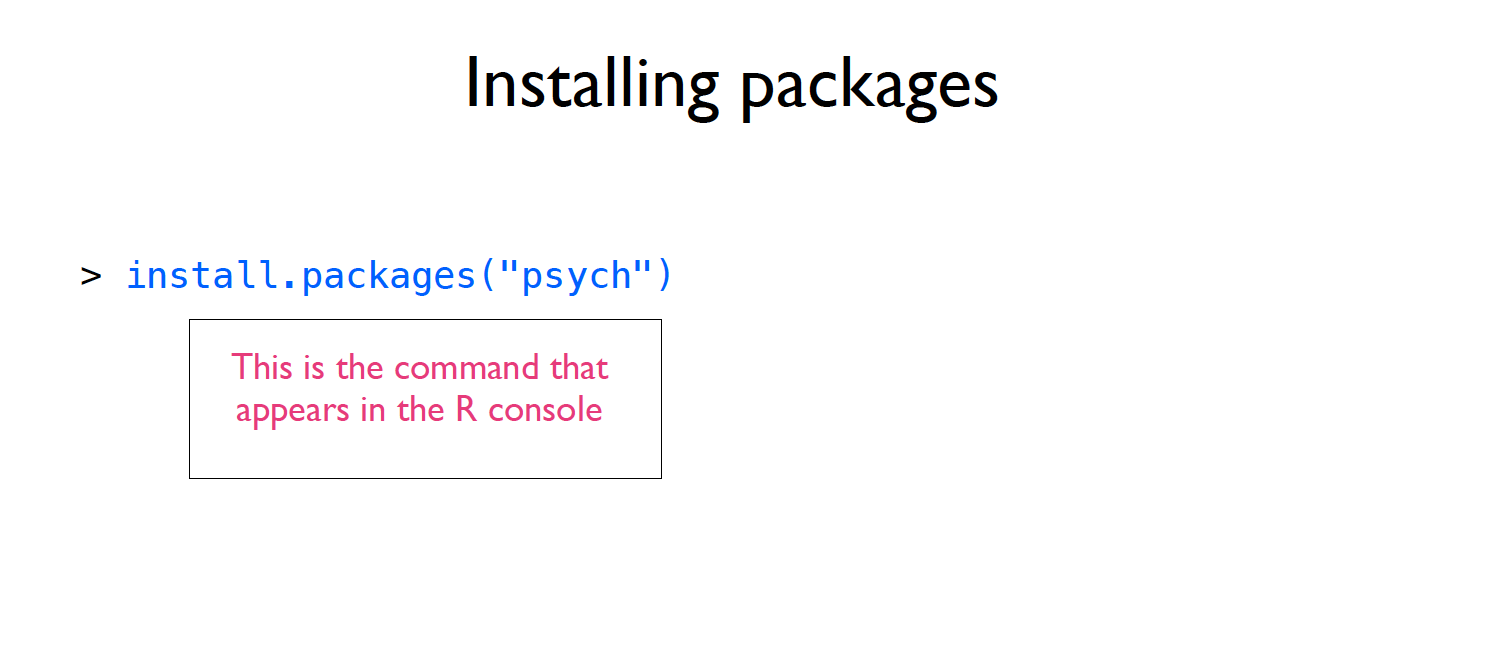 Installing packages
> install.packages("psych")
This is the command that
appears in the R console